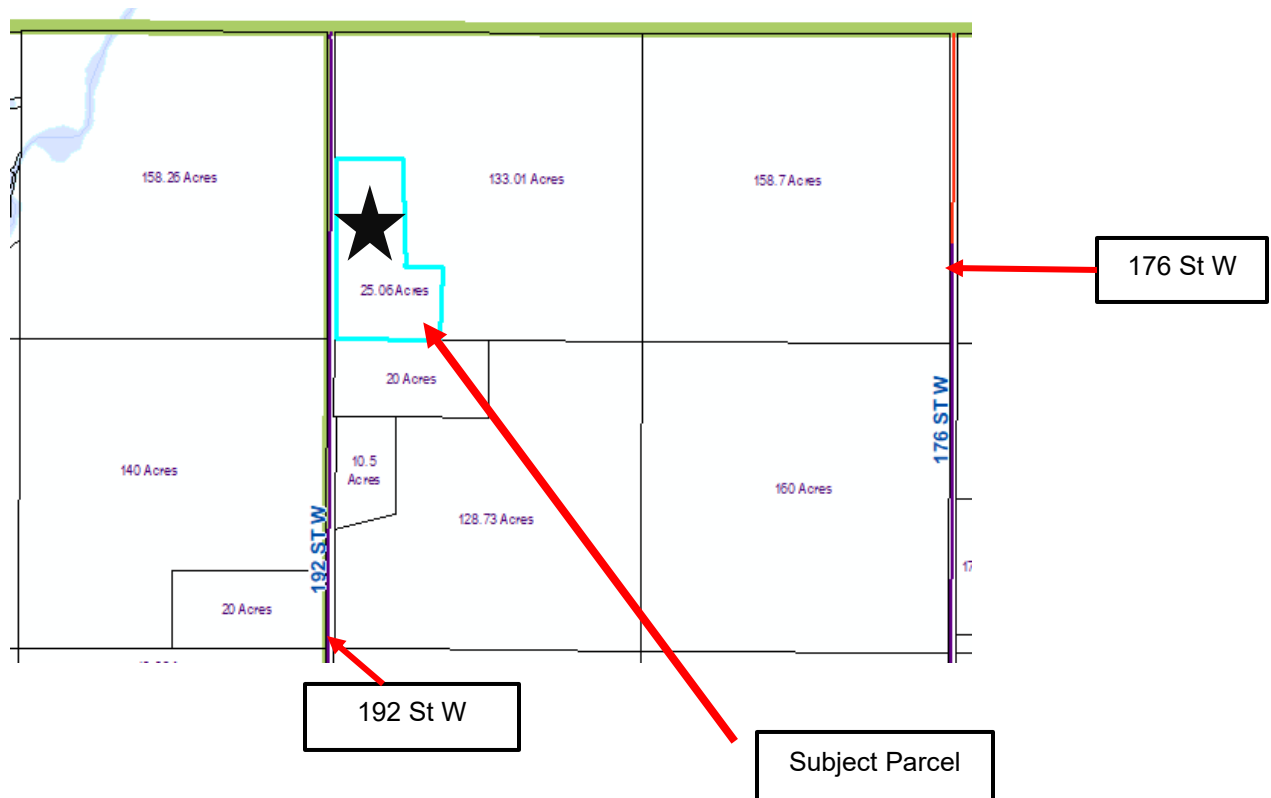 158.26 Acres
133.01 Acres
158.7 Acres
176 St W
25.06 Acres
20 Acres
176 ST W
10.5
Acres
140 Acres
160 Acres
128.73 Acres
192 ST W
17
20 Acres
192 St W
Subject Parcel